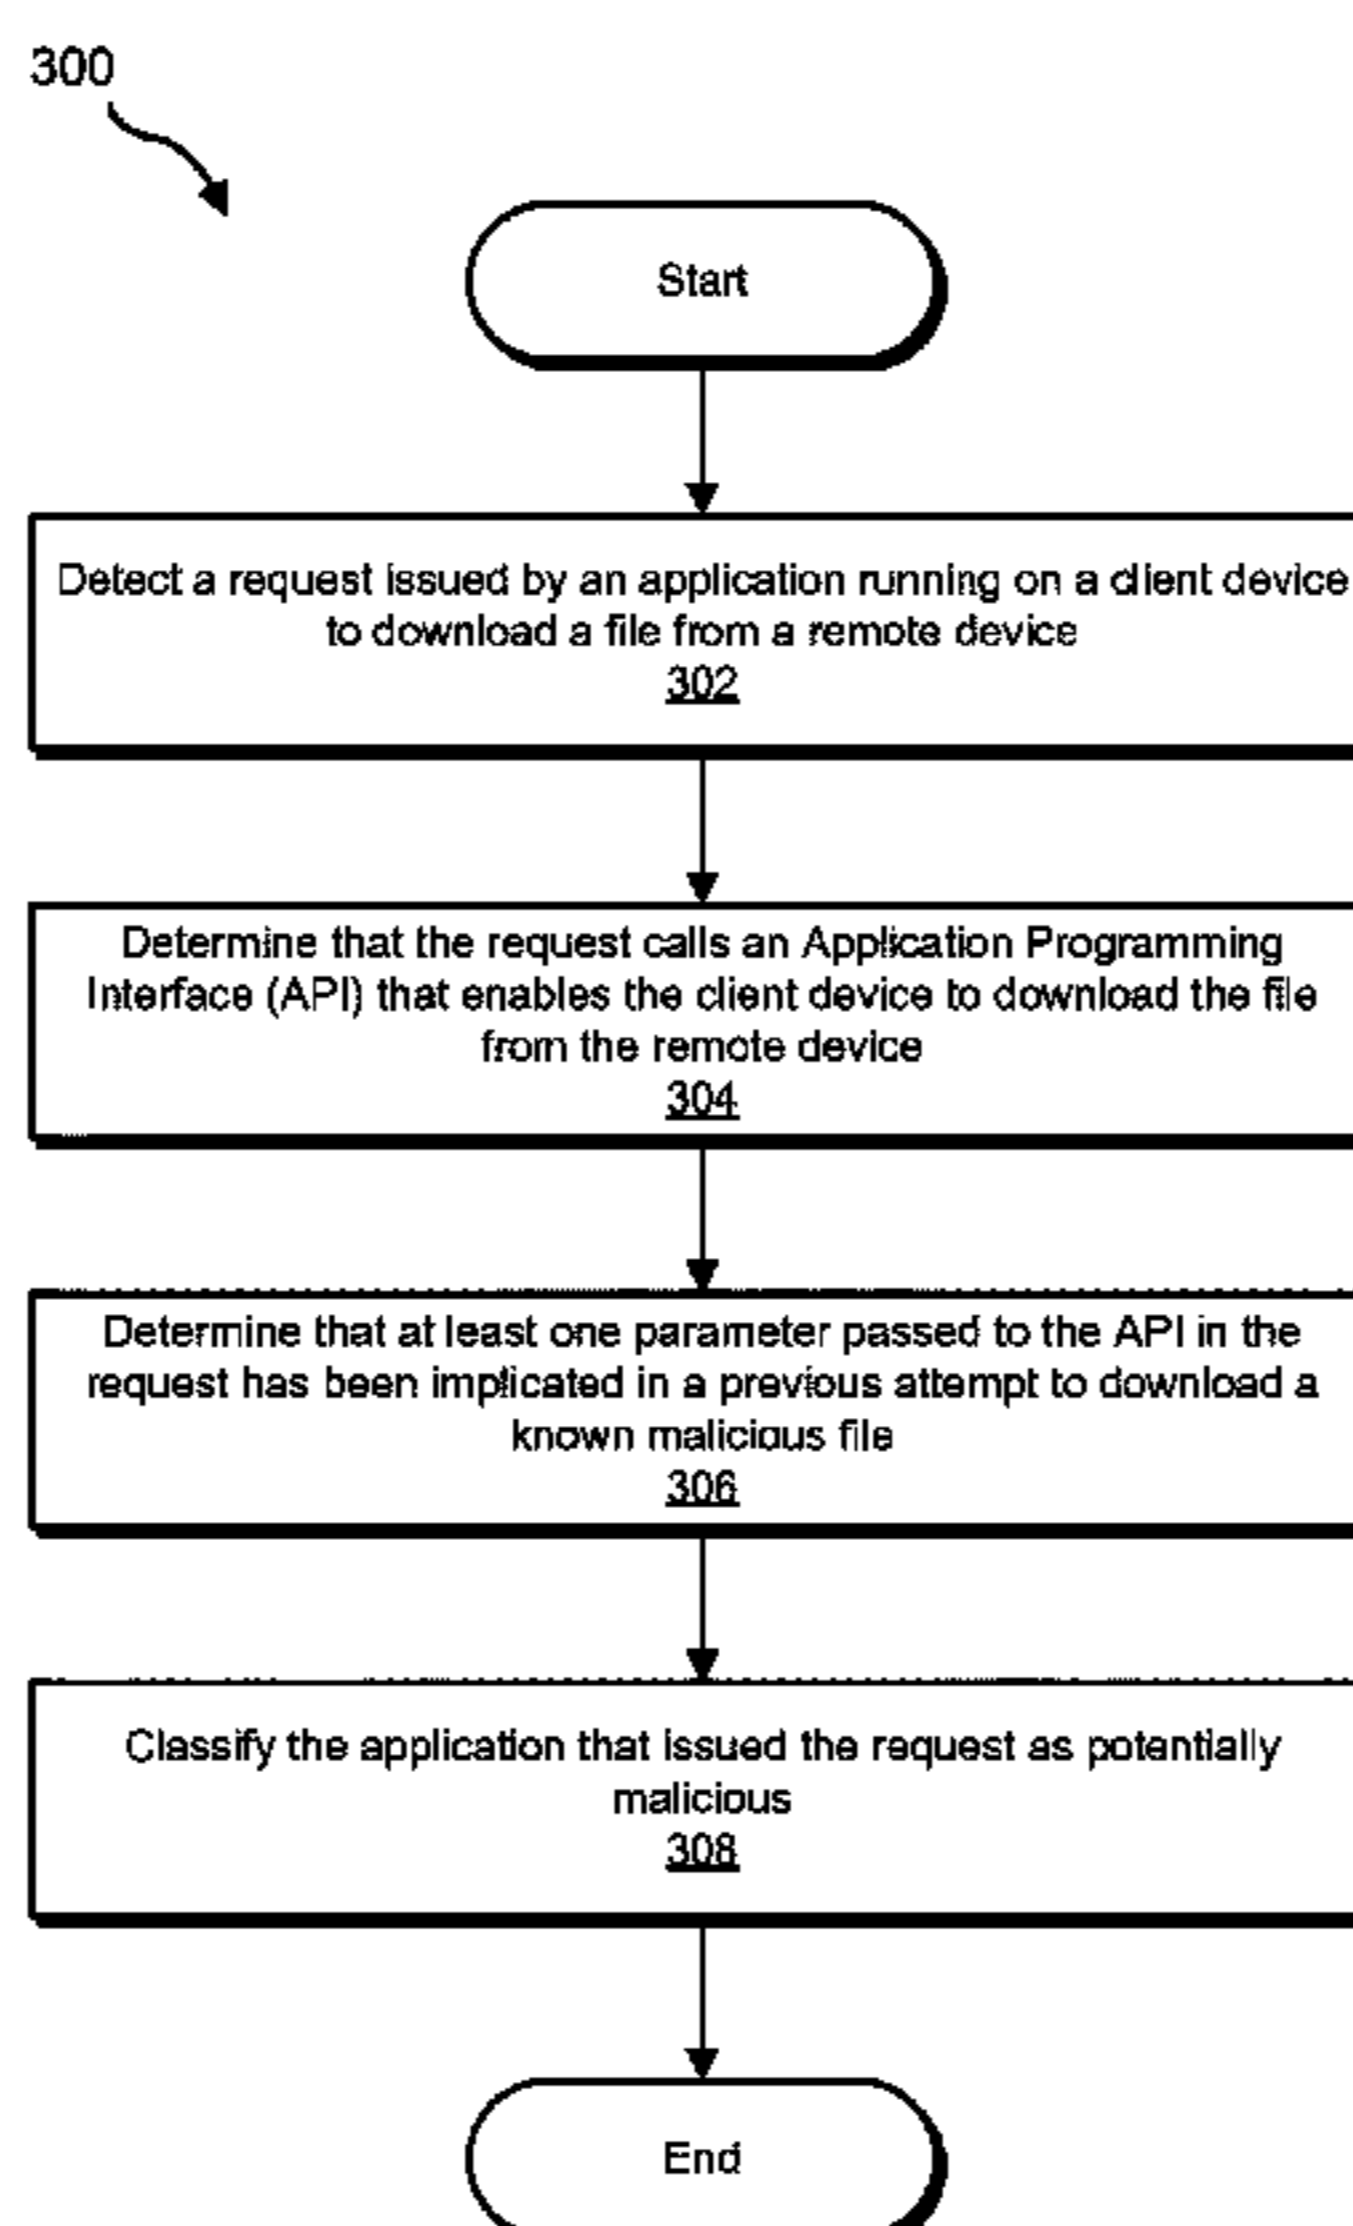 300
Start
Detect a request issued by an application running on a client device
to download a file from a remote device
302
Determine that the request calls an Application Programming
Interface (API) that enables the client device to download the file
from the remote device
304
Determine that at least one parameter passed to the API in the
request has been implicated in a previous attempt to download a
known malicious file
306
Classify the application that issued the request as potentially
malicious
308
End